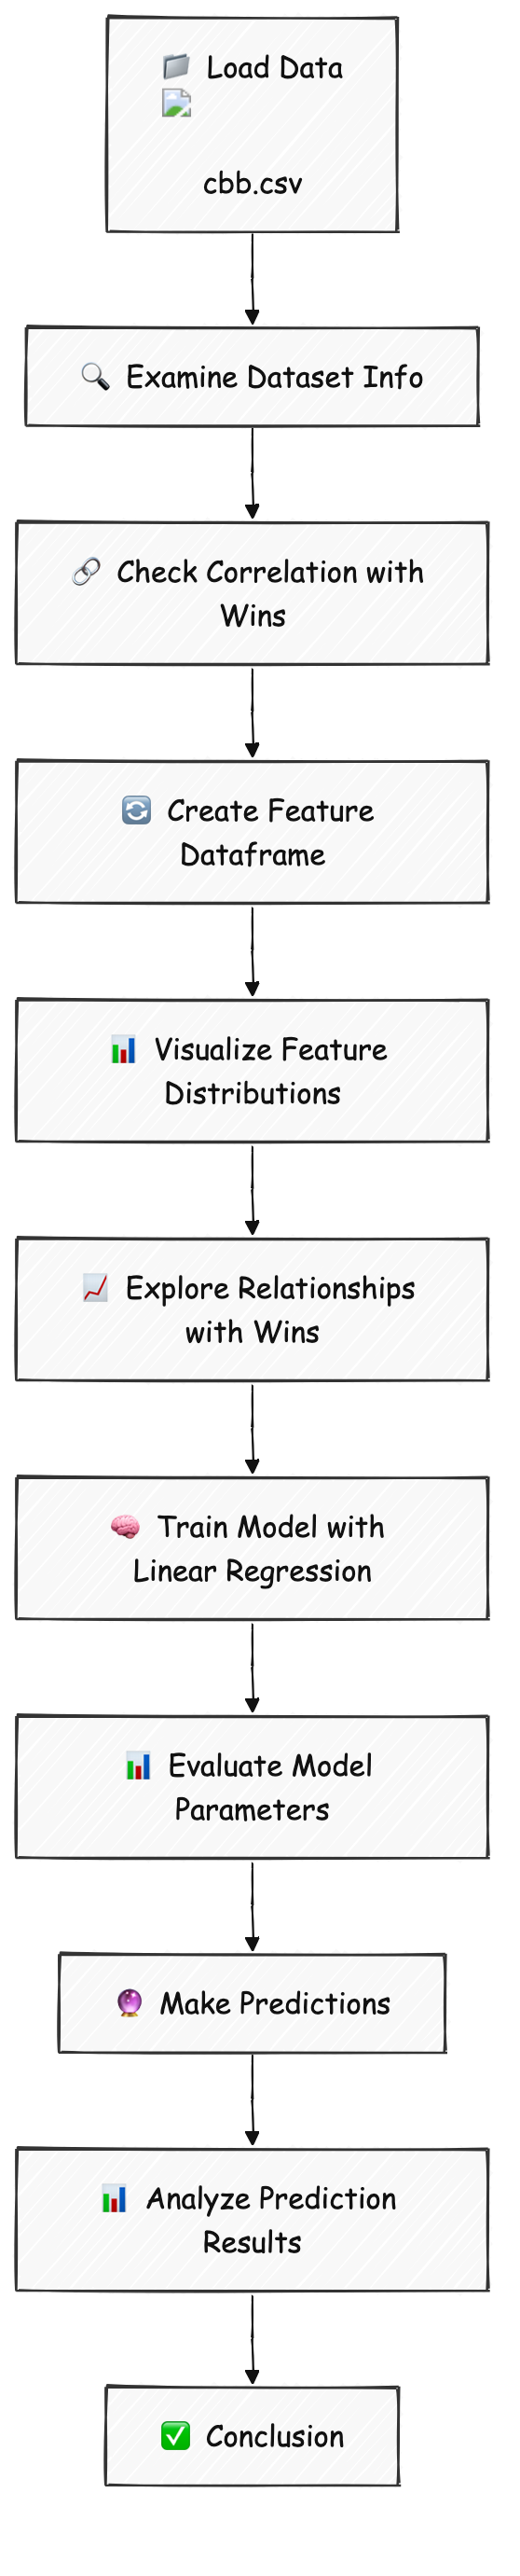 Load Data
cbb.csv
Examine Dataset Info
Check Correlation with
Wins
Create Feature
Dataframe
Visualize Feature
Distributions
Explore Relationships
with Wins
Train Model with
Linear Regression
Evaluate Model
Parameters
Make Predictions
Analyze Prediction
Results
Conclusion